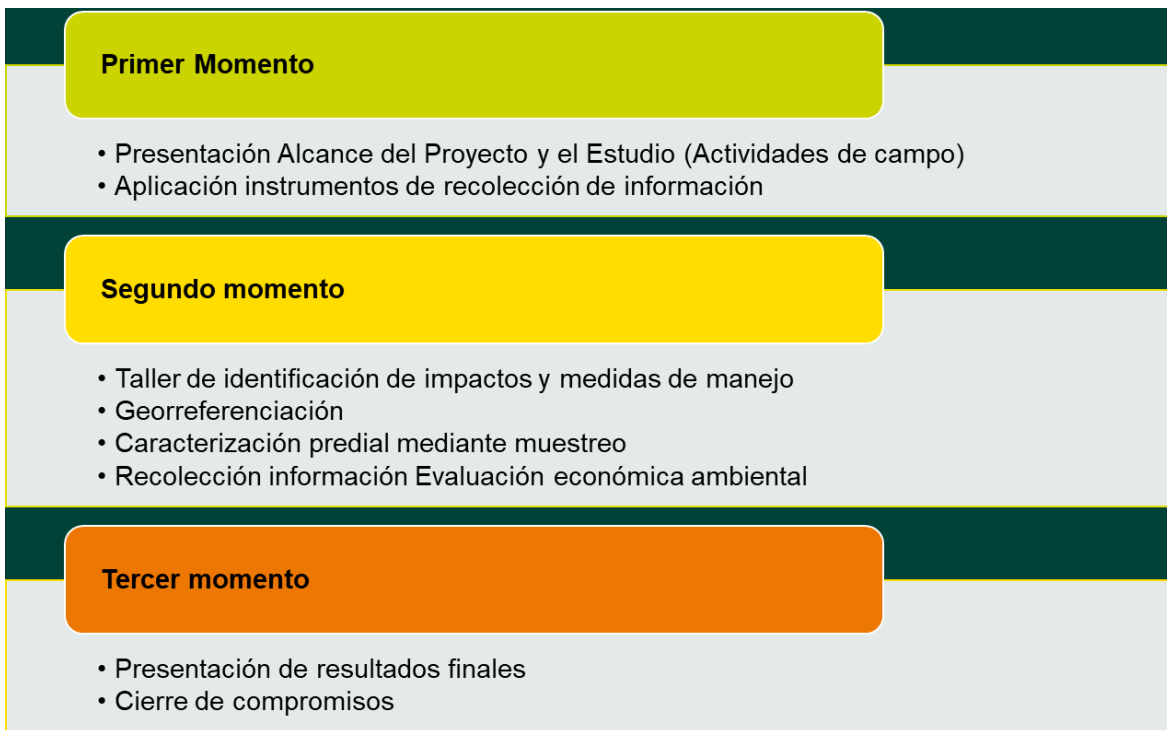 Primer Momento
• Presentación Alcance del Proyecto y el Estudio (Actividades de campo)
• Aplicación instrumentos de recolección de información
Segundo momento
• Taller de identificación de impactos y medidas de manejo
• Georreferenciación
• Caracterización predial mediante muestreo
• Recolección información Evaluación económica ambiental
Tercer momento
• Presentación de resultados finales
• Cierre de compromisos